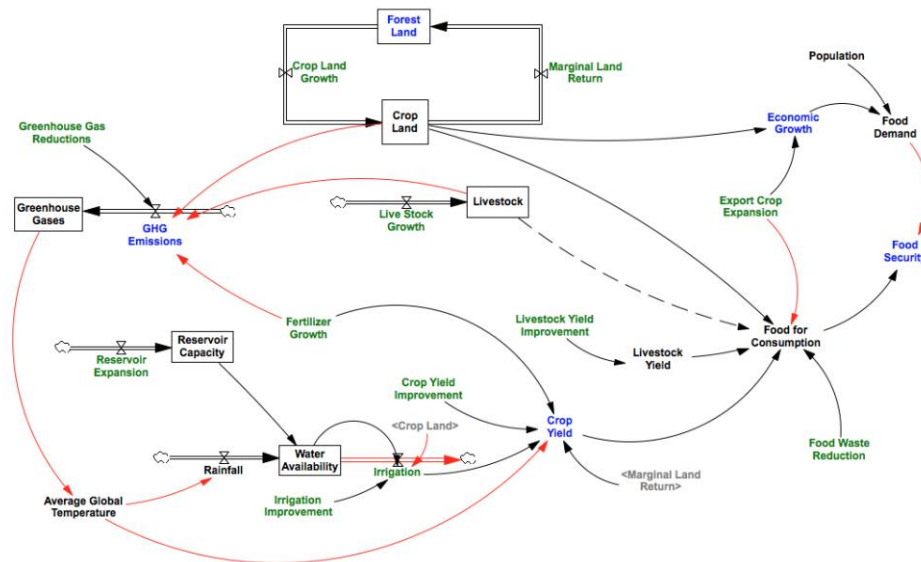 Forest
Land
Crop Land
Growth
Marginal Land
Return
Population
Crop
Land
Economic
Growth
Food
Demand
Greenhouse Gas
Reductions
Greenhouse
Gases
GHG
Emissions
Live Stock
Growth
Livestock
Export Crop
Expansion
Food
Securit
Fertilizer
Growth
Livestock Yield
Improvement
Food for
Consumption
Reservoir
Capacity
Reservoir
Expansion
Livestock
Yield
Crop Yield
Improvement
<Crop Land>
Crop
Yield
Food Waste
Reduction
Rainfall
Water
Availability
Irrigation
<Marginal Land
Return>
Average Global
Temperature
Irrigation
Improvement